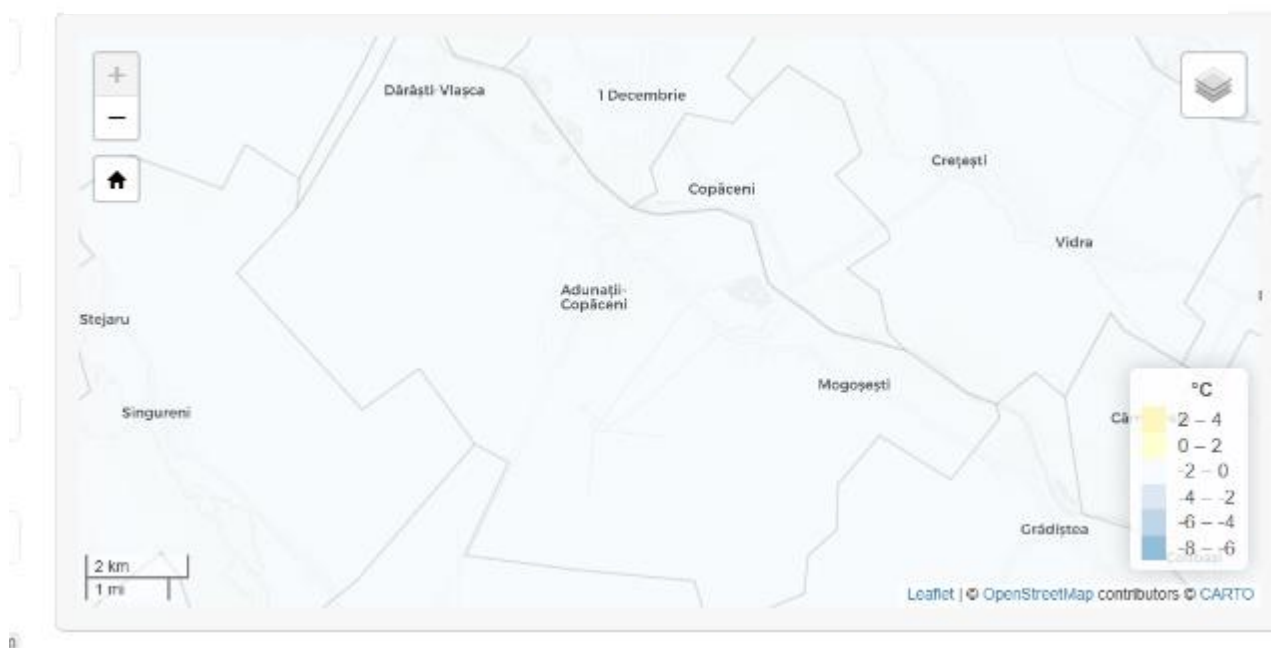 +
Dărăști-Vlașca
1 Decembrie
−
Crețești
Copăceni
Vidra
Adunații-
Copăceni
Stejaru
Mogoșești
°C
Singureni
2 – 4
0 – 2
-2 – 0
-4 – -2
-6 – -4
Grădiștea
-8 – -6
2 km
1 mi
Leaflet | © OpenStreetMap contributors © CARTO